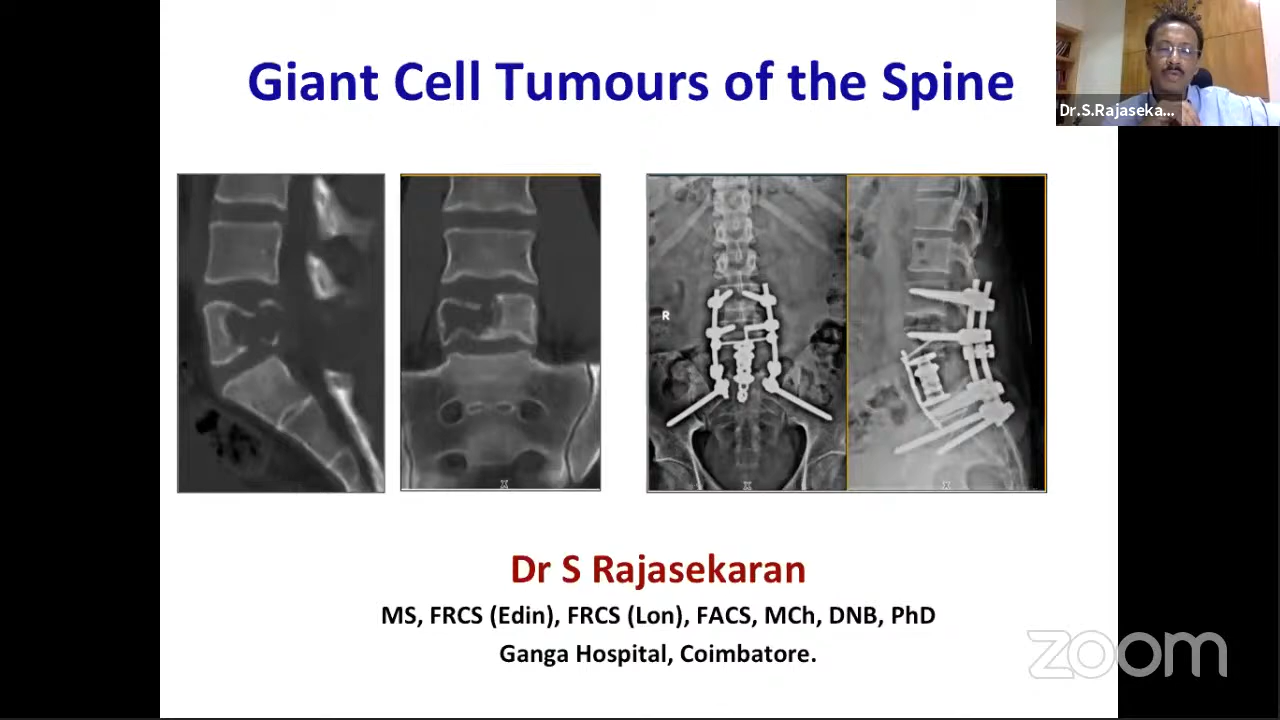 Giant Cell Tumours of the Spine
Dr.S.Rajaseka...
R
X
X
X
Dr S Rajasekaran
MS, FRCS (Edin), FRCS (Lon), FACS, MCh, DNB, PhD
Ganga Hospital, Coimbatore.
zoom